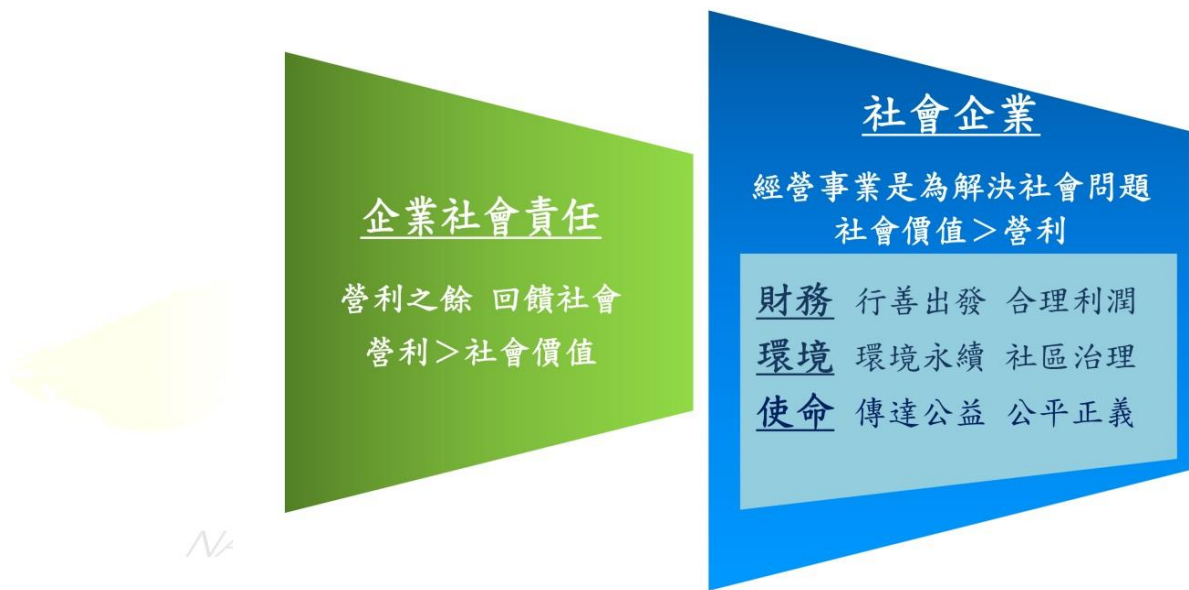 企業社會責任
營利之餘 回饋社會
營利＞社會價值
社會企業
經營事業是為解決社會問題
社會價值＞營利
財務 行善出發 合理利潤
環境 環境永續 社區治理
使命 傳達公益 公平正義